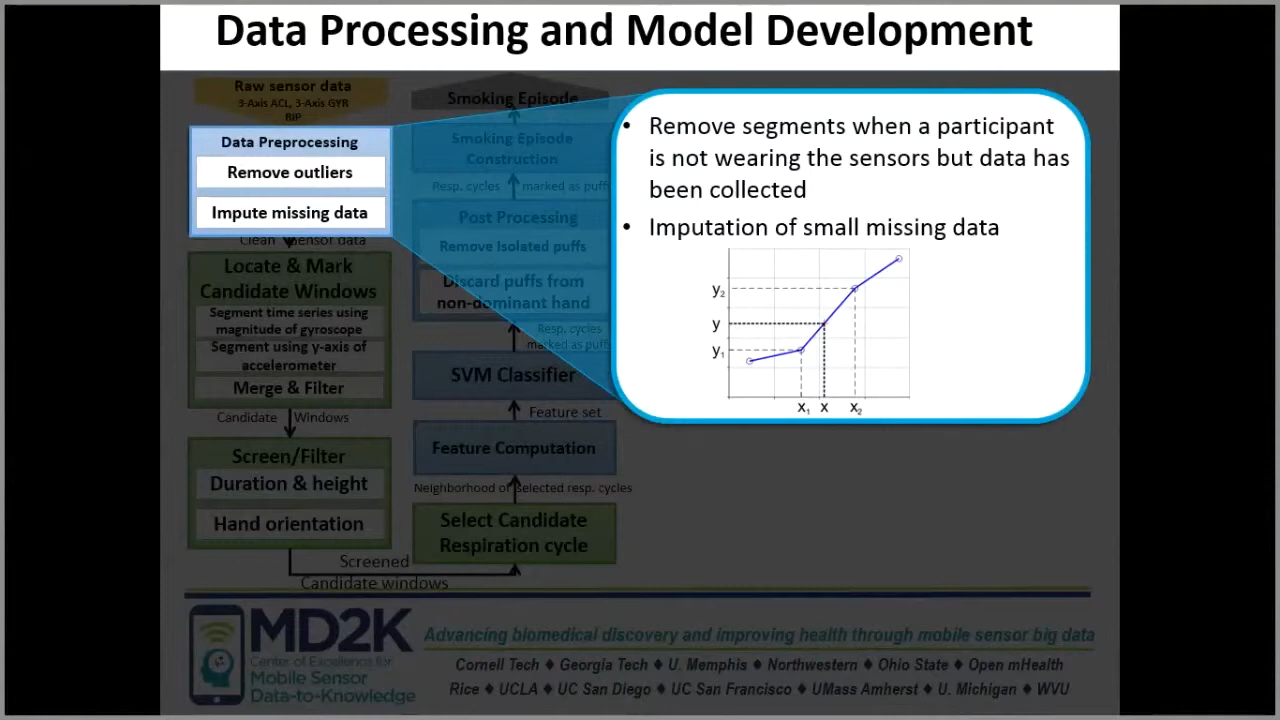 Data Processing and Model Development
Raw sensor data
3-Axis ACL, 3-Axis GYR
RIP
Data Preprocessing
Remove outliers
Impute missing data
Clean Sensor data
Locate & Mark
Candidate Windows
Segment time series using
magnitude of gyroscope
Segment using y-axis of
accelerometer
Merge & Filter
Candidate Windows
Screen/Filter
Duration & height
Hand orientation
Screened
Candidate windows
Smoking Episode
Smoking Episode
Construction
Resp. cycles marked as puffs
Post Processing
Remove Isolated puffs
Discard puffs from
non-dominant hand
Resp. cycles
marked as puffs
SVM Classifier
Feature set
Feature Computation
Neighborhood of selected resp. cycles
Select Candidate
Respiration cycle
• Remove segments when a participant
is not wearing the sensors but data has
been collected
• Imputation of small missing data
y₂
y
y₁
x₁ x x₂
MD2K
Center of Excellence for
Mobile Sensor
Data-to-Knowledge
Advancing biomedical discovery and improving health through mobile sensor big data
Cornell Tech ♦ Georgia Tech ♦ U. Memphis ♦ Northwestern ♦ Ohio State ♦ Open mHealth
Rice ♦ UCLA ♦ UC San Diego ♦ UC San Francisco ♦ UMass Amherst ♦ U. Michigan ♦ WVU